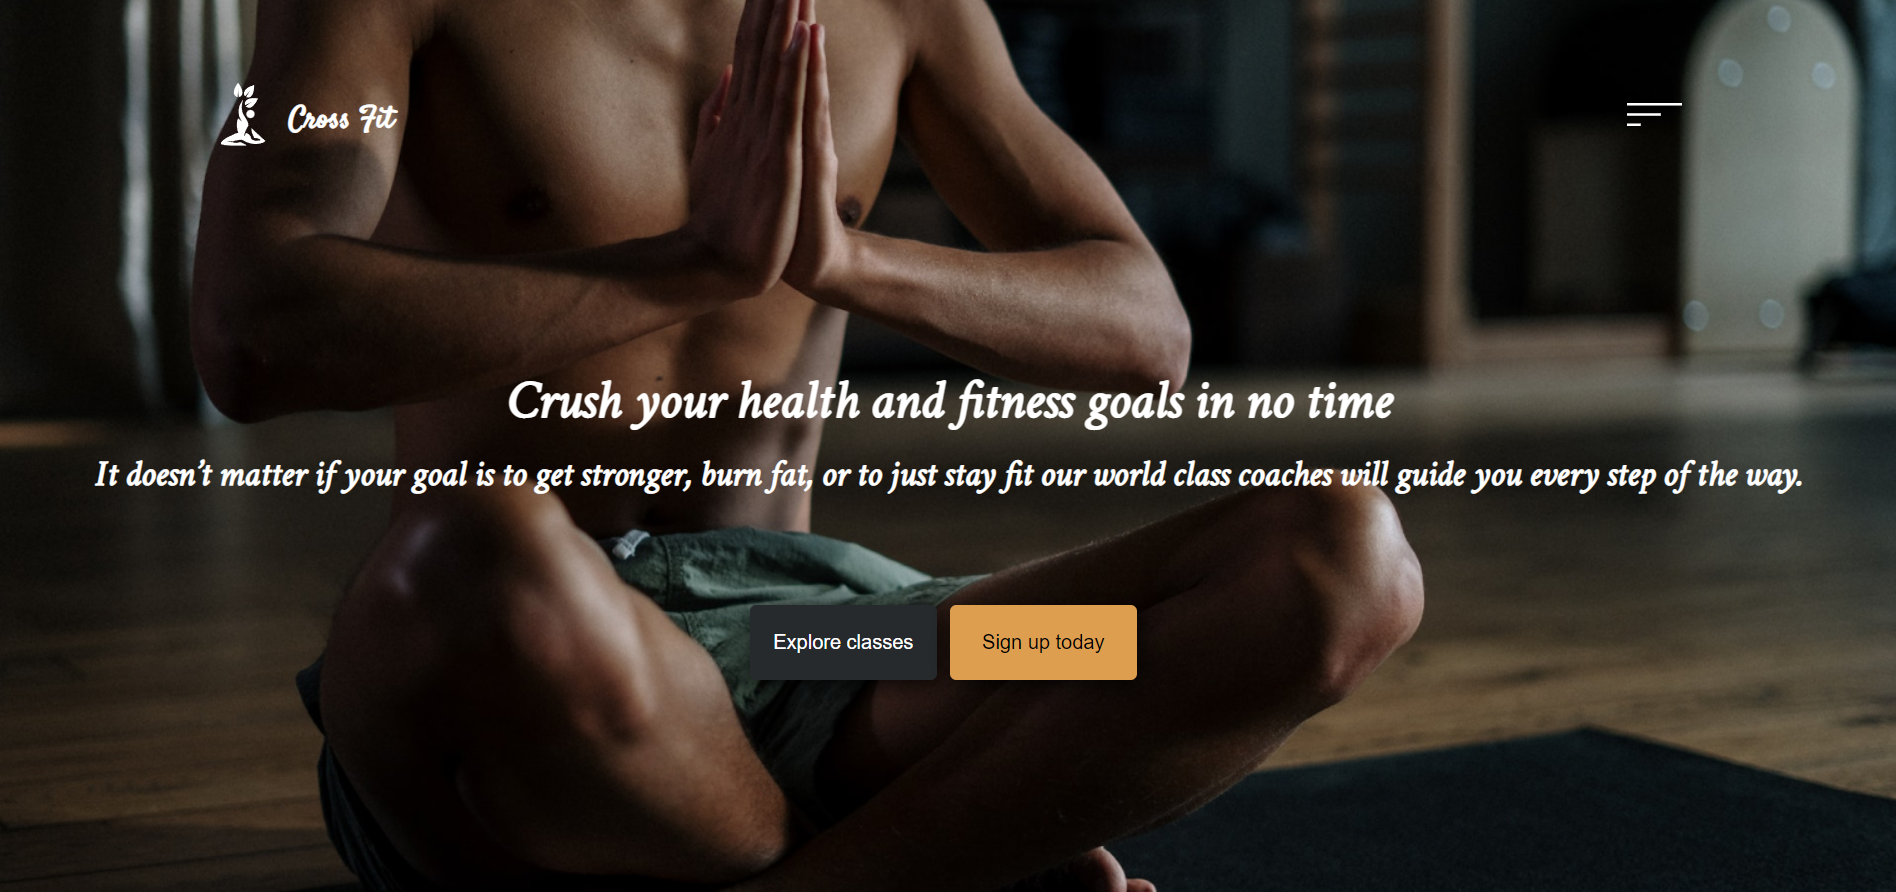 Cross Fit
Crush your health and fitness goals in no time
It doesn’t matter if your goal is to get stronger, burn fat, or to just stay fit our world class coaches will guide you every step of the way.
Explore classes
Sign up today